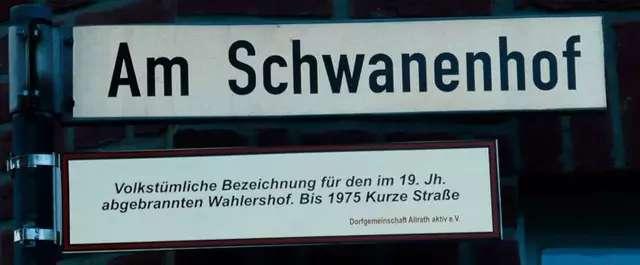 Am Schwanenhof
Volkstümliche Bezeichnung für den im 19. Jh.
abgebrannten Wahlershof. Bis 1975 Kurze Straße
Dorfgemeinschaft Allrath aktiv e.V.